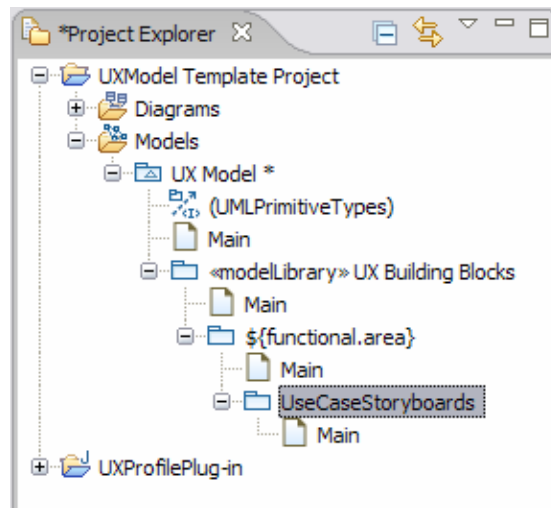 *Project Explorer
UXModel Template Project
Diagrams
Models
UX Model *
(UMLPrimitiveTypes)
Main
«modelLibrary» UX Building Blocks
Main
${functional.area}
Main
UseCaseStoryboards
Main
UXProfilePlug-in